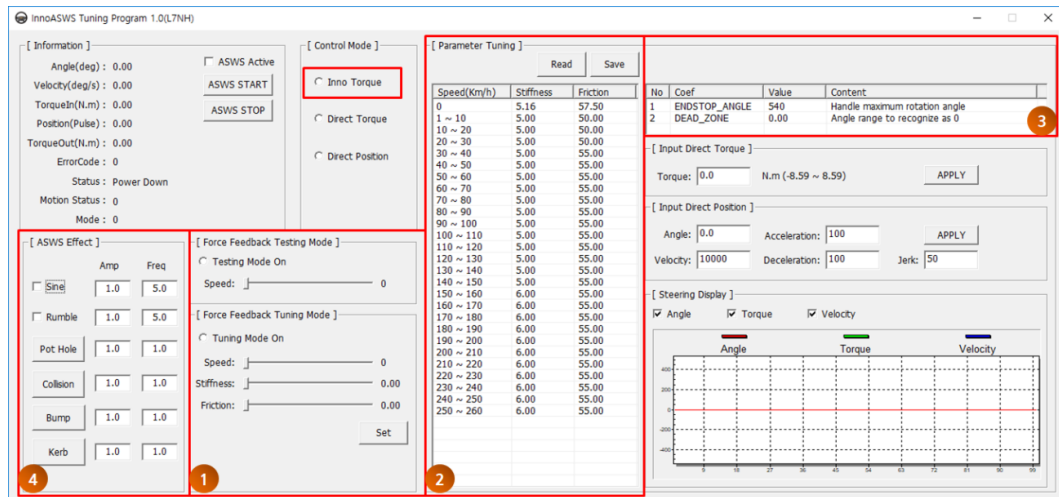 InnoASWS Tuning Program 1.0(L7NH)
[ Information ]
Angle(deg) : 0.00
Velocity(deg/s) : 0.00
TorqueIn(N.m) : 0.00
Position(Pulse) : 0.00
TorqueOut(N.m) : 0.00
ErrorCode : 0
Status : Power Down
Motion Status : 0
Mode : 0
ASWS Active
ASWS START
ASWS STOP
[ Control Mode ]
Inno Torque
Direct Torque
Direct Position
[ ASWS Effect ]
Amp Freq
Sine 1.0 5.0
Rumble 1.0 5.0
Pot Hole 1.0 1.0
Collision 1.0 1.0
Bump 1.0 1.0
Kerb 1.0 1.0
4
[ Force Feedback Testing Mode ]
Testing Mode On
Speed: 0
[ Force Feedback Tuning Mode ]
Tuning Mode On
Speed: 0
Stiffness: 0.00
Friction: 0.00
Set
1
[ Parameter Tuning ]
Read Save
Speed(Km/h) Stiffness Friction
0 5.16 57.50
1 ~ 10 5.00 50.00
10 ~ 20 5.00 50.00
20 ~ 30 5.00 50.00
30 ~ 40 5.00 55.00
40 ~ 50 5.00 55.00
50 ~ 60 5.00 55.00
60 ~ 70 5.00 55.00
70 ~ 80 5.00 55.00
80 ~ 90 5.00 55.00
90 ~ 100 5.00 55.00
100 ~ 110 5.00 55.00
110 ~ 120 5.00 55.00
120 ~ 130 5.00 55.00
130 ~ 140 5.00 55.00
140 ~ 150 5.00 55.00
150 ~ 160 6.00 55.00
160 ~ 170 6.00 55.00
170 ~ 180 6.00 55.00
180 ~ 190 6.00 55.00
190 ~ 200 6.00 55.00
200 ~ 210 6.00 55.00
210 ~ 220 6.00 55.00
220 ~ 230 6.00 55.00
230 ~ 240 6.00 55.00
240 ~ 250 6.00 55.00
250 ~ 260 6.00 55.00
2
No Coef Value Content
1 ENDSTOP_ANGLE 540 Handle maximum rotation angle
2 DEAD_ZONE 0.00 Angle range to recognize as 0
3
[ Input Direct Torque ]
Torque: 0.0 N.m (-8.59 ~ 8.59) APPLY
[ Input Direct Position ]
Angle: 0.0 Acceleration: 100 APPLY
Velocity: 10000 Deceleration: 100 Jerk: 50
[ Steering Display ]
Angle Torque Velocity
Angle Torque Velocity
400
200
0
-200
-400
9 18 27 36 45 54 63 72 81 90 99